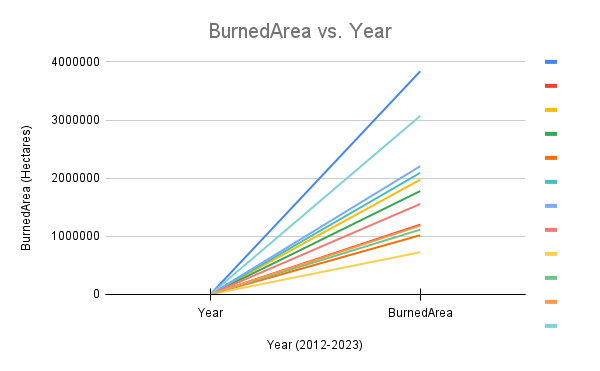 BurnedArea vs. Year
4000000
3000000
2000000
1000000
0
BurnedArea (Hectares)
Year
BurnedArea
Year (2012-2023)